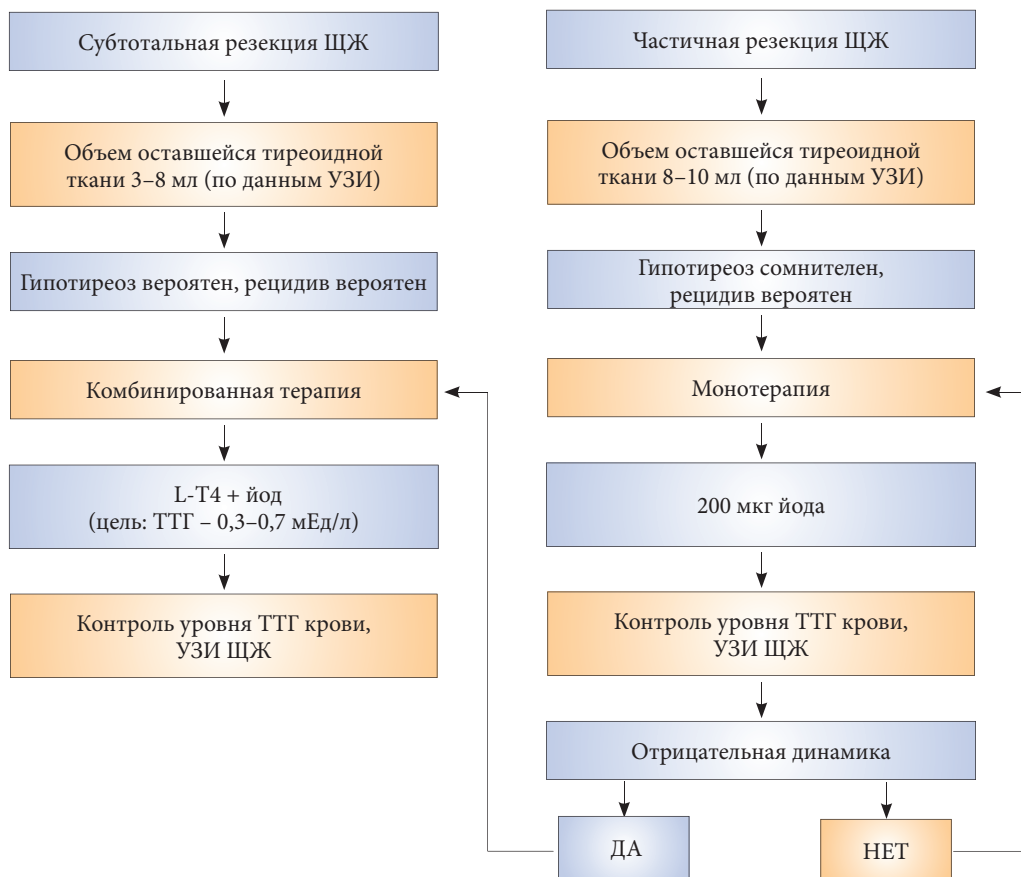 Субтотальная резекция ЩЖ
Объем оставшейся тиреоидной
ткани 3–8 мл (по данным УЗИ)
Гипотиреоз вероятен, рецидив вероятен
Комбинированная терапия
L-T4 + йод
(цель: ТТГ – 0,3–0,7 мЕд/л)
Контроль уровня ТТГ крови,
УЗИ ЩЖ
Частичная резекция ЩЖ
Объем оставшейся тиреоидной
ткани 8–10 мл (по данным УЗИ)
Гипотиреоз сомнителен,
рецидив вероятен
Монотерапия
200 мкг йода
Контроль уровня ТТГ крови,
УЗИ ЩЖ
Отрицательная динамика
ДА
НЕТ